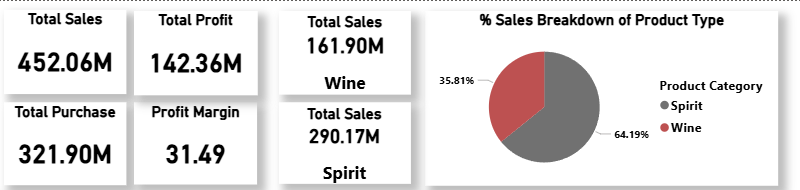 Total Sales
452.06M
Total Profit
142.36M
Total Purchase
321.90M
Profit Margin
31.49
Total Sales
161.90M
Wine
Total Sales
290.17M
Spirit
% Sales Breakdown of Product Type
35.81%
64.19%
Product Category
Spirit
Wine